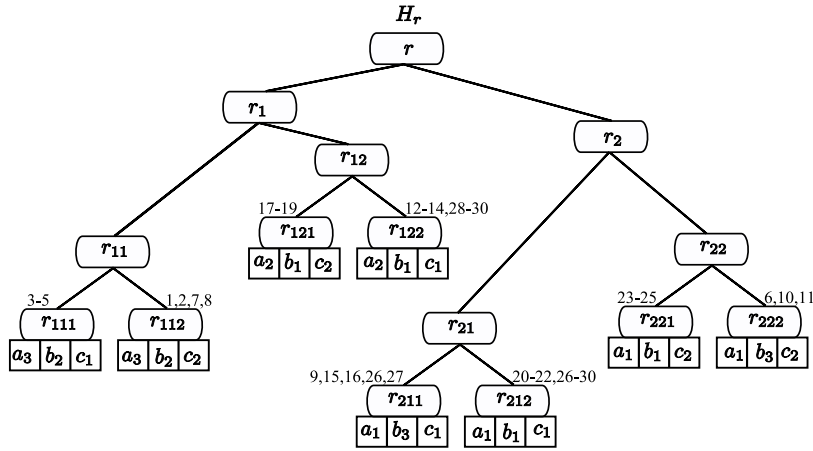 H_r
r
r_1
r_2
r_12
17-19 12-14,28-30
r_121 r_122
r_11 r_22
a_2 b_1 c_2 a_2 b_1 c_1
3-5 1,2,7,8 23-25 6,10,11
r_111 r_112 r_21 r_221 r_222
a_3 b_2 c_1 a_3 b_2 c_2 a_1 b_1 c_2 a_1 b_3 c_2
9,15,16,26,27 20-22,26-30
r_211 r_212
a_1 b_3 c_1 a_1 b_1 c_1